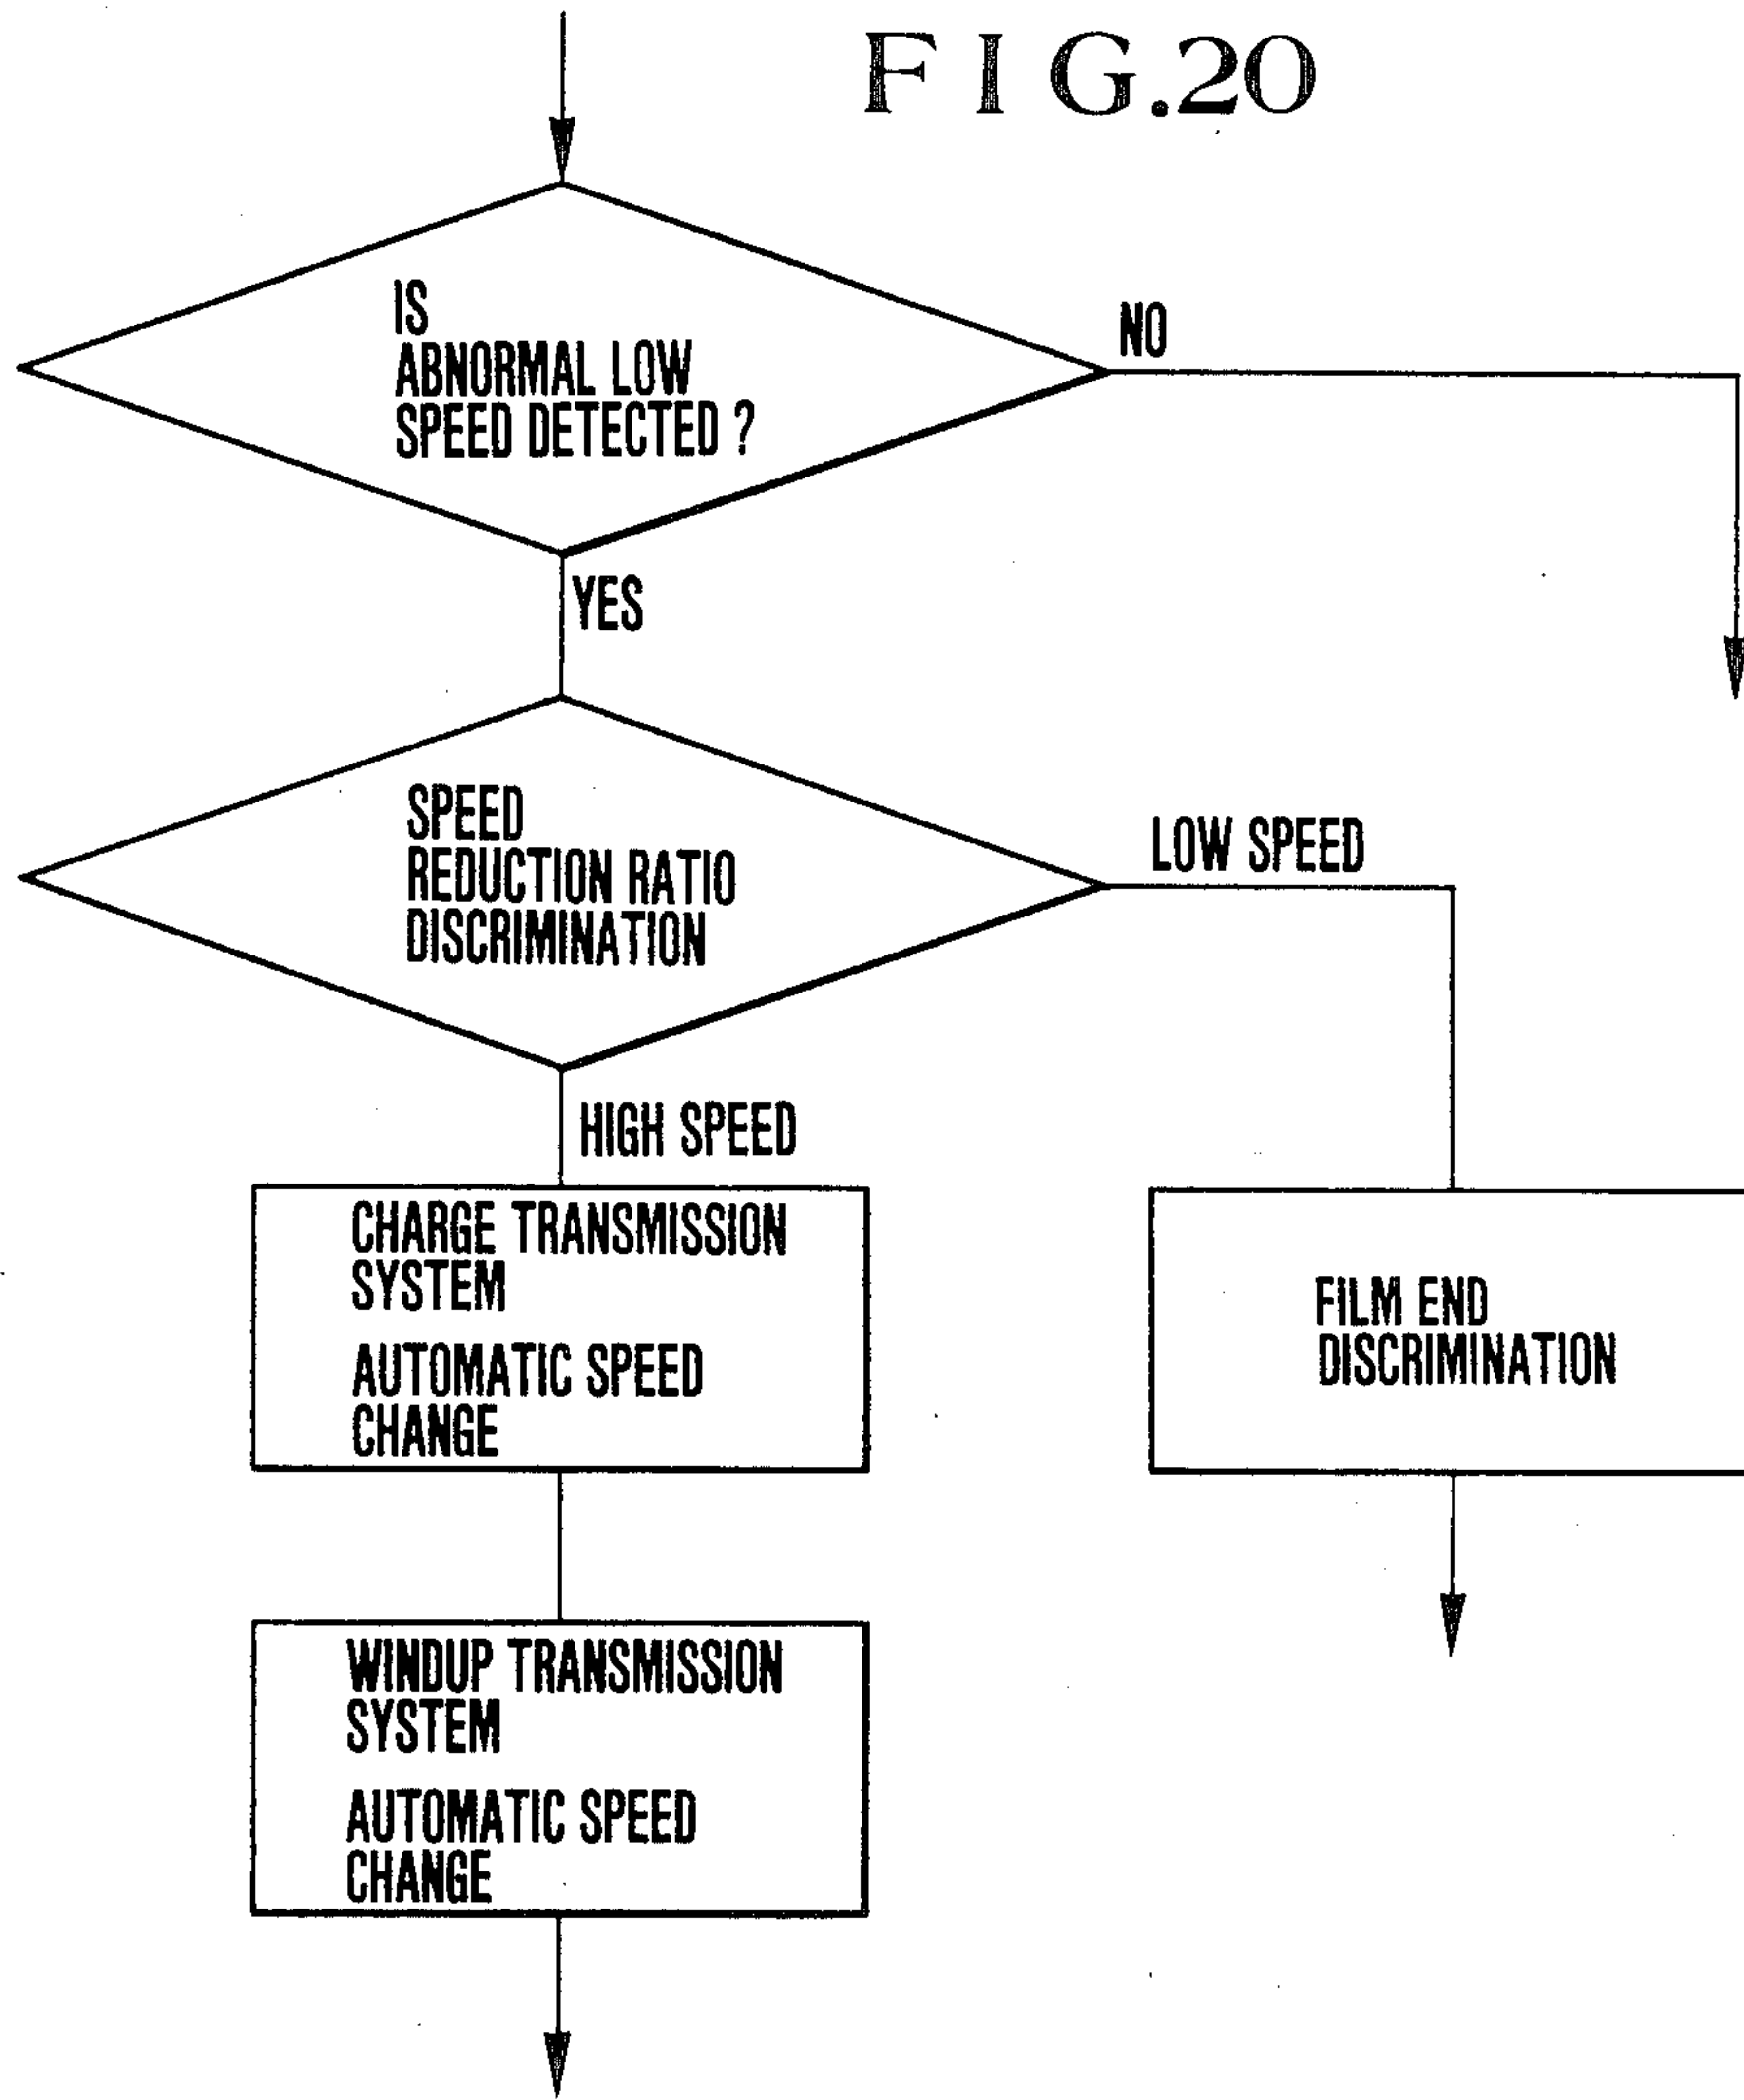 FIG.20
IS
ABNORMAL LOW
SPEED DETECTED ?
NO
YES
SPEED
REDUCTION RATIO
DISCRIMINATION
LOW SPEED
HIGH SPEED
CHARGE TRANSMISSION
SYSTEM
AUTOMATIC SPEED
CHANGE
FILM END
DISCRIMINATION
WINDUP TRANSMISSION
SYSTEM
AUTOMATIC SPEED
CHANGE